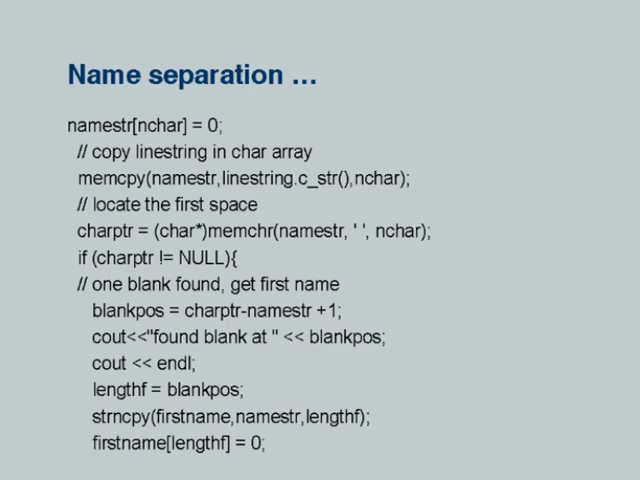 Name separation …
namestr[nchar] = 0;
// copy linestring in char array
memcpy(namestr,linestring.c_str(),nchar);
// locate the first space
charptr = (char*)memchr(namestr, ' ', nchar);
if (charptr != NULL){
// one blank found, get first name
blankpos = charptr-namestr +1;
cout<<"found blank at " << blankpos;
cout << endl;
lengthf = blankpos;
strncpy(firstname,namestr,lengthf);
firstname[lengthf] = 0;